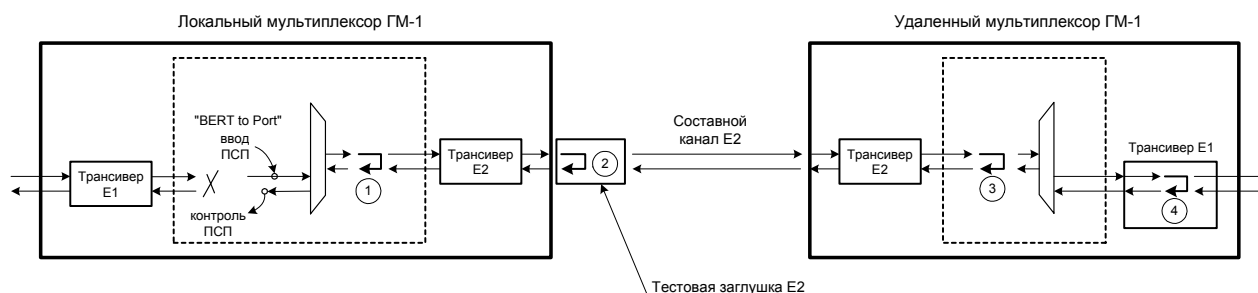 Локальный мультиплексор ГМ-1
Удаленный мультиплексор ГМ-1
"BERT to Port"
ввод
ПСП
Трансивер
E1
контроль
ПСП
1
Трансивер
E2
2
Составной
канал E2
Трансивер
E2
3
Трансивер E1
4
Тестовая заглушка E2